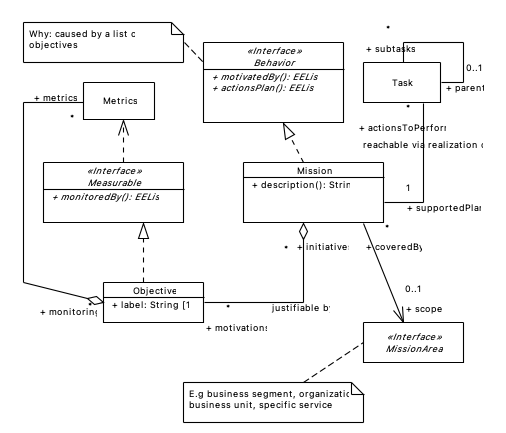 Why: caused by a list o
objectives
«Interface»
Behavior
+ motivatedBy(): EELis
+ actionsPlan(): EELis
*
+ subtasks
0..1
Task
+ parent
*
+ metrics
*
Metrics
+ actionsToPerform
reachable via realization o
«Interface»
Measurable
+ monitoredBy(): EELis
Mission
+ description(): Strin
1
+ supportedPlan
*
* + initiatives
+ coveredBy
Objective
+ label: String [1
*
+ monitoring
*
justifiable by
+ motivations
0..1
+ scope
«Interface»
MissionArea
E.g business segment, organizatio
business unit, specific service